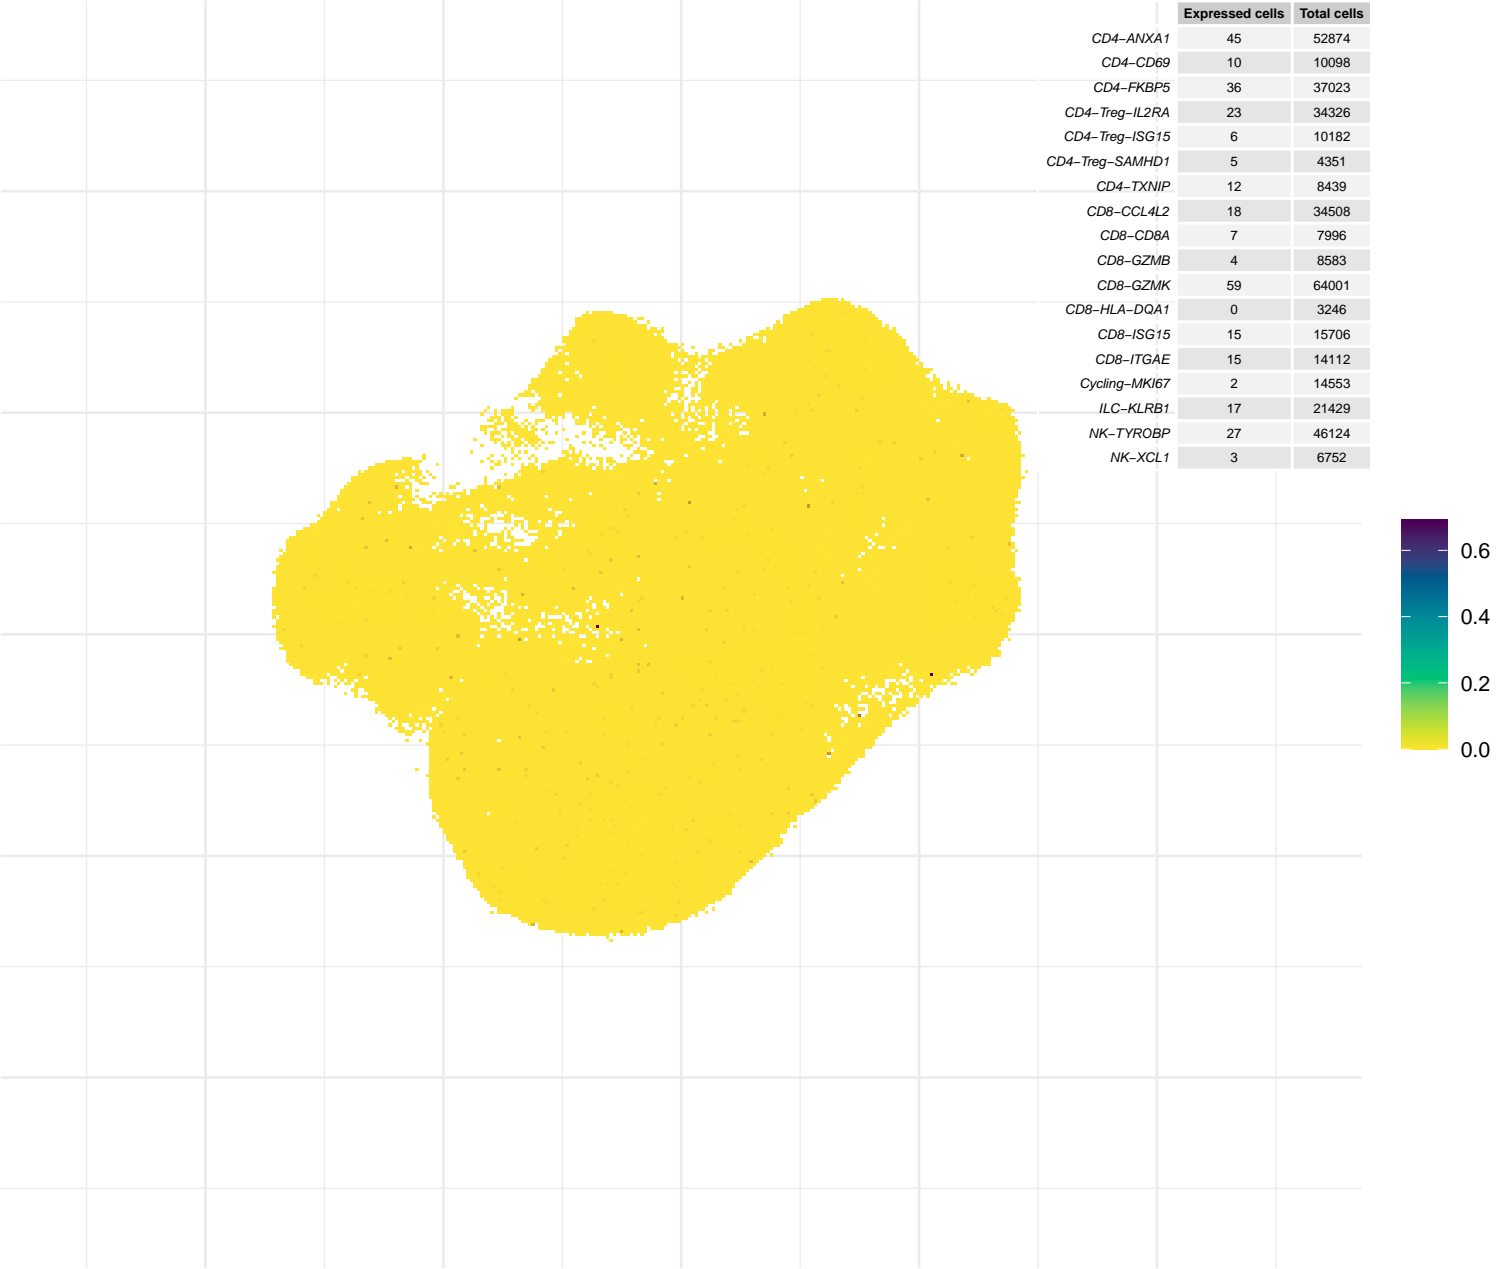 Expressed cells Total cells
CD4−ANXA1 45 52874
CD4−CD69 10 10098
CD4−FKBP5 36 37023
CD4−Treg−IL2RA 23 34326
CD4−Treg−ISG15 6 10182
CD4−Treg−SAMHD1 5 4351
CD4−TXNIP 12 8439
CD8−CCL4L2 18 34508
CD8−CD8A 7 7996
CD8−GZMB 4 8583
CD8−GZMK 59 64001
CD8−HLA−DQA1 0 3246
CD8−ISG15 15 15706
CD8−ITGAE 15 14112
Cycling−MKI67 2 14553
ILC−KLRB1 17 21429
NK−TYROBP 27 46124
NK−XCL1 3 6752
0.6
0.4
0.2
0.0